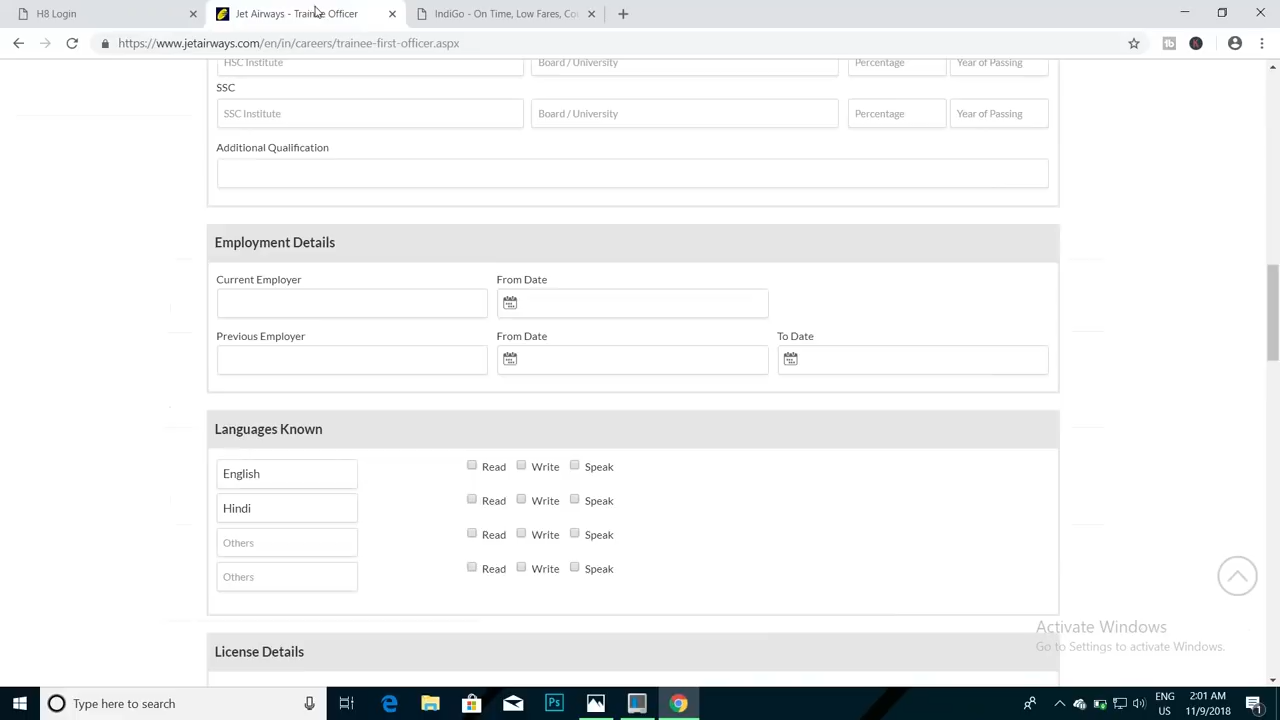 H8 Login
Jet Airways - Trainee Officer
IndiGo - On Time, Low Fares, Cou
https://www.jetairways.com/en/in/careers/trainee-first-officer.aspx
HSC Institute Board / University Percentage Year of Passing
SSC
SSC Institute Board / University Percentage Year of Passing
Additional Qualification
Employment Details
Current Employer From Date
Previous Employer From Date To Date
Languages Known
English Read Write Speak
Hindi Read Write Speak
Others Read Write Speak
Others Read Write Speak
Activate Windows
Go to Settings to activate Windows.
License Details
Type here to search
ENG
US
2:01 AM
11/9/2018